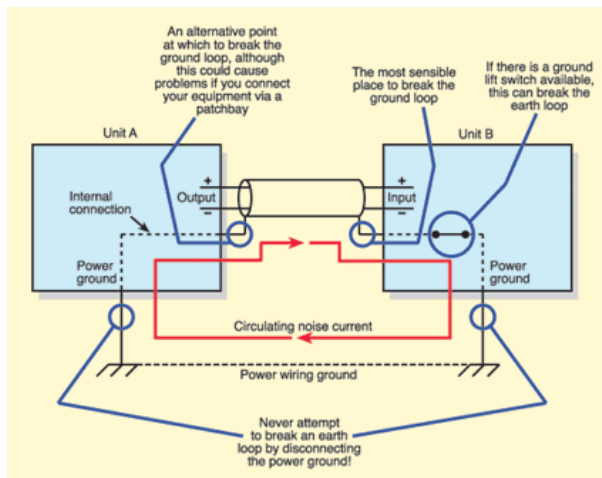 An alternative point
at which to break the
ground loop, although
this could cause
problems if you connect
your equipment via a
patchbay
The most sensible
place to break the
ground loop
If there is a ground
lift switch available,
this can break the
earth loop
Unit A
Unit B
Internal
connection
Output
+
–
+
–
Input
Power
ground
Power
ground
Circulating noise current
Power wiring ground
Never attempt
to break an earth
loop by disconnecting
the power ground!